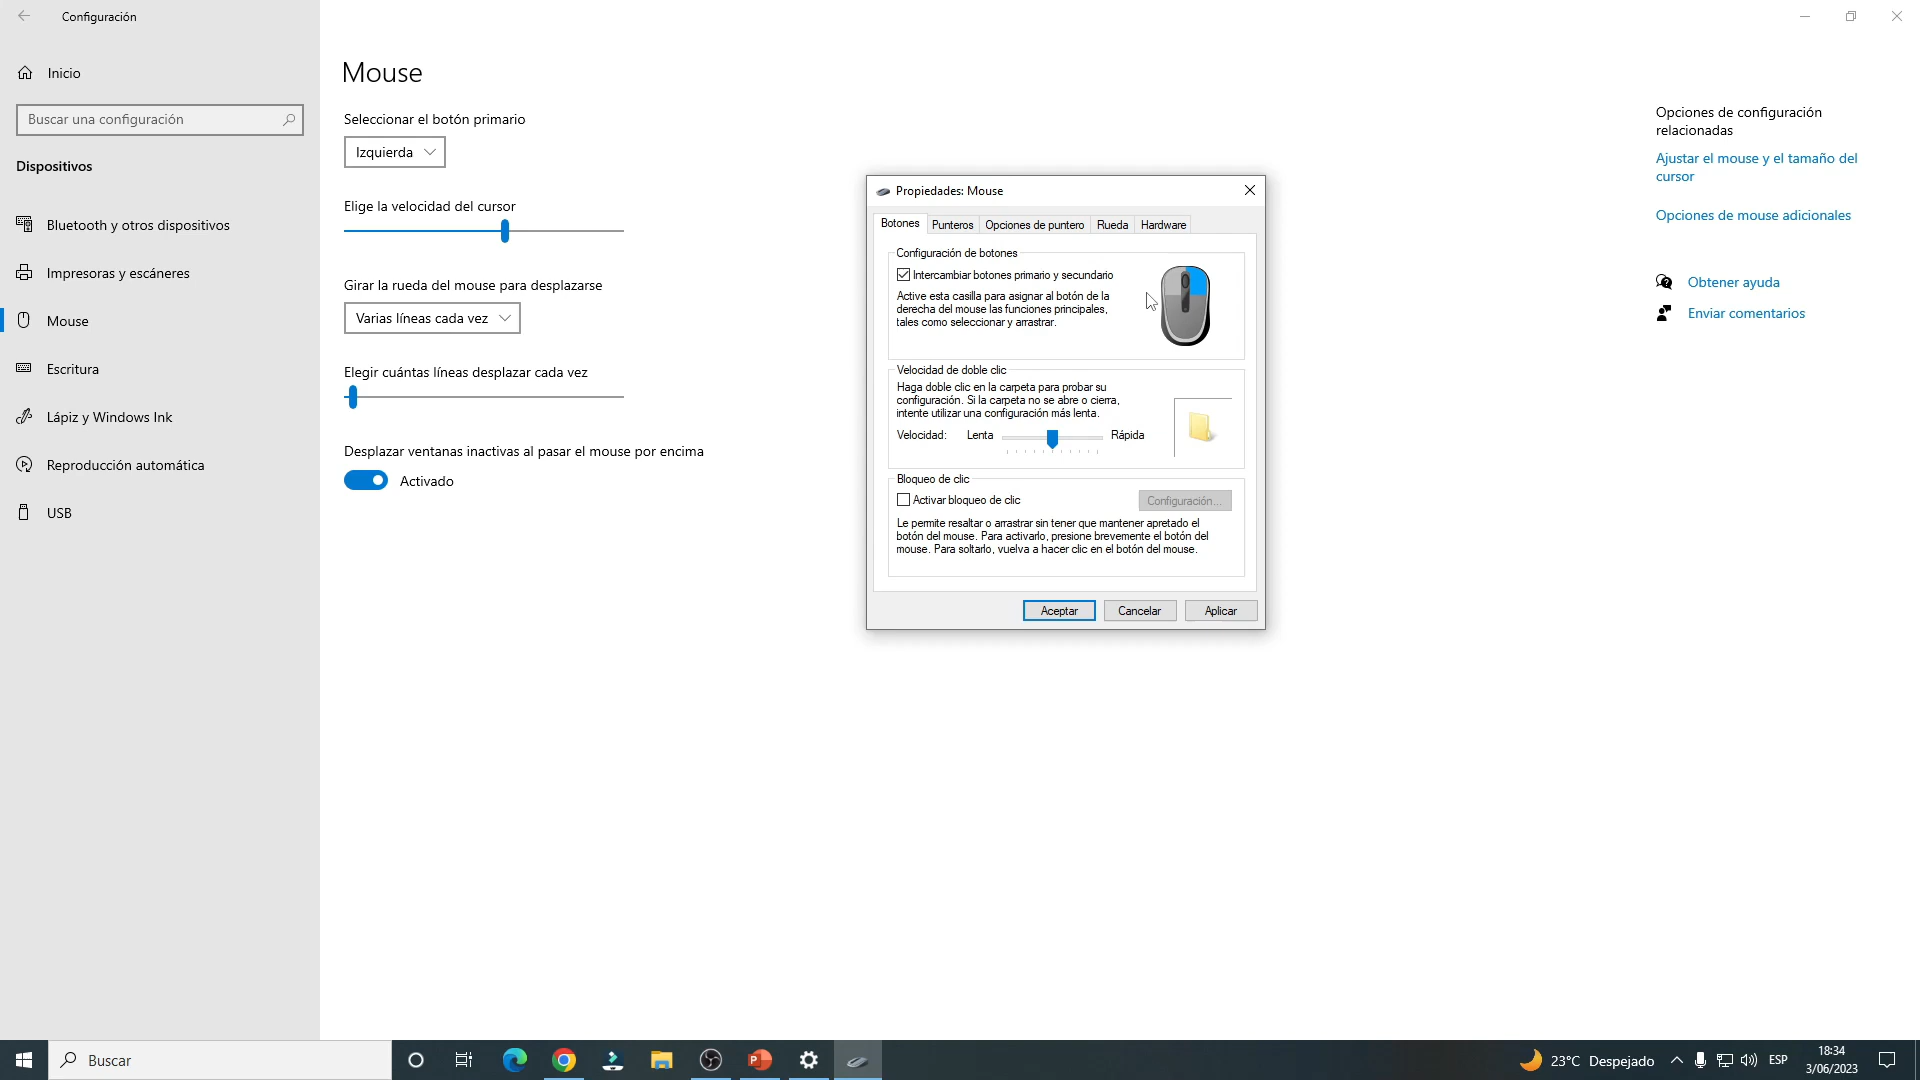 Configuración
Inicio
Buscar una configuración
Dispositivos
Bluetooth y otros dispositivos
Impresoras y escáneres
Mouse
Escritura
Lápiz y Windows Ink
Reproducción automática
USB
Mouse
Seleccionar el botón primario
Izquierda
Elige la velocidad del cursor
Girar la rueda del mouse para desplazarse
Varias líneas cada vez
Elegir cuántas líneas desplazar cada vez
Desplazar ventanas inactivas al pasar el mouse por encima
Activado
Propiedades: Mouse
Botones Punteros Opciones de puntero Rueda Hardware
Configuración de botones
Intercambiar botones primario y secundario
Active esta casilla para asignar al botón de la
derecha del mouse las funciones principales,
tales como seleccionar y arrastrar.
Velocidad de doble clic
Haga doble clic en la carpeta para probar su
configuración. Si la carpeta no se abre o cierra,
intente utilizar una configuración más lenta.
Velocidad: Lenta Rápida
Bloqueo de clic
Activar bloqueo de clic Configuración...
Le permite resaltar o arrastrar sin tener que mantener apretado el
botón del mouse. Para activarlo, presione brevemente el botón del
mouse. Para soltarlo, vuelva a hacer clic en el botón del mouse.
Aceptar Cancelar Aplicar
Opciones de configuración
relacionadas
Ajustar el mouse y el tamaño del
cursor
Opciones de mouse adicionales
Obtener ayuda
Enviar comentarios
Buscar
23°C Despejado
ESP
18:34
3/06/2023